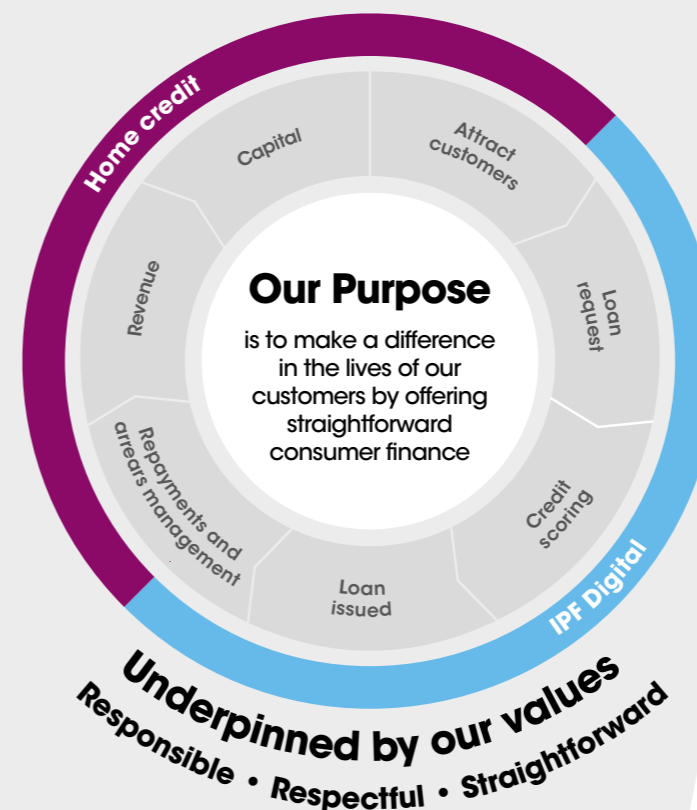 Home credit
Capital
Attract
customers
Loan
request
Credit
scoring
Loan
issued
Repayments and
arrears management
Revenue
IPF Digital
Our Purpose
is to make a difference
in the lives of our
customers by offering
straightforward
consumer finance
Underpinned by our values
Responsible • Respectful • Straightforward